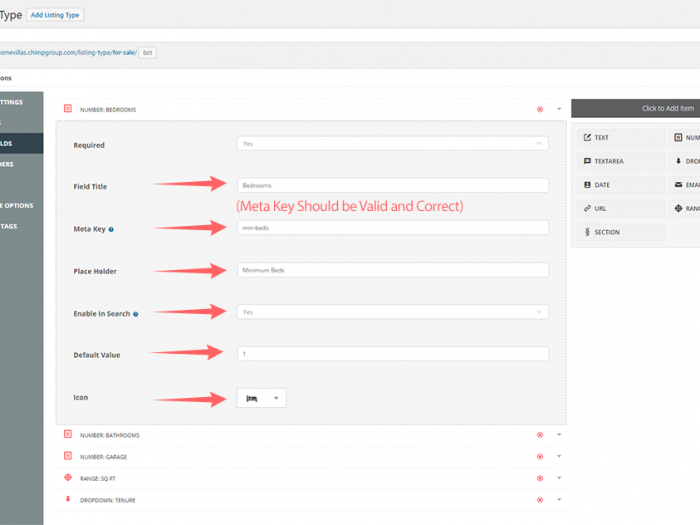 Type Add Listing Type
omevillas.chimpgroup.com/listing-type/for-sale/ Edit
ons
TTINGS
S
LDS
DERS
E OPTIONS
TAGS
NUMBER: BEDROOMS
Required Yes
Field Title Bedrooms
(Meta Key Should be Valid and Correct)
Meta Key min-beds
Place Holder Minimum Beds
Enable In Search Yes
Default Value 1
Icon
NUMBER: BATHROOMS
NUMBER: GARAGE
RANGE: SQ FT
DROPDOWN: TENURE
Click to Add Item
TEXT NUM
TEXTAREA DRO
DATE EMAI
URL RANG
SECTION